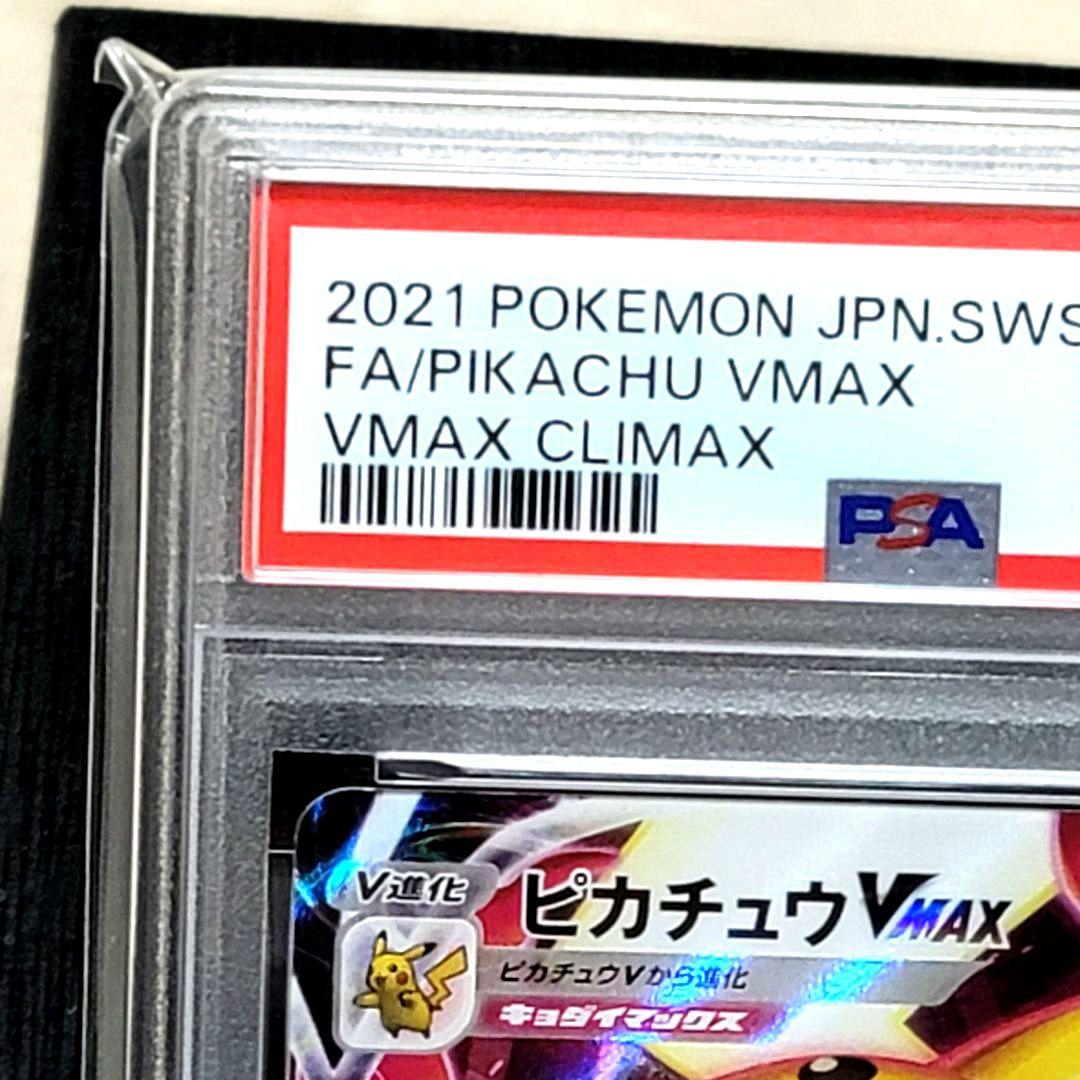 2021 POKEMON JPN.SWS
FA/PIKACHU VMAX
VMAX CLIMAX
PSA
V進化
ピカチュウVMAX
ピカチュウVから進化
キョダイマックス